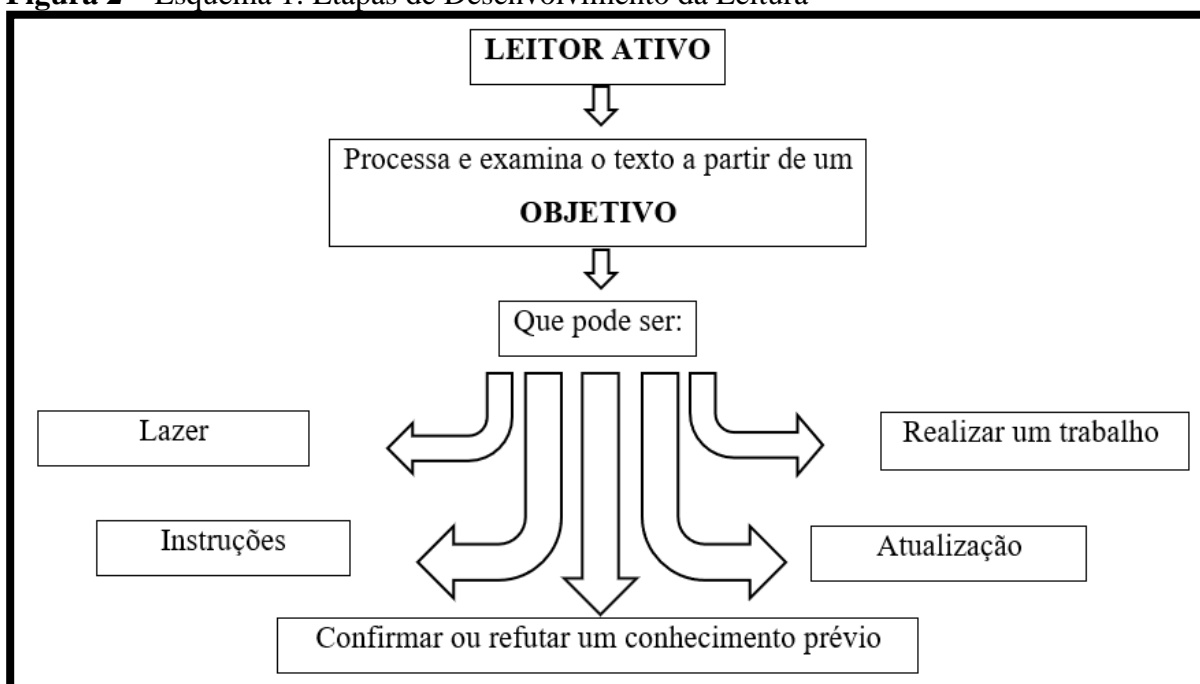 Figura 2 – Esquema 1: Etapas de Desenvolvimento da Leitura
LEITOR ATIVO
Processa e examina o texto a partir de um
OBJETIVO
Que pode ser:
Lazer
Realizar um trabalho
Instruções
Atualização
Confirmar ou refutar um conhecimento prévio